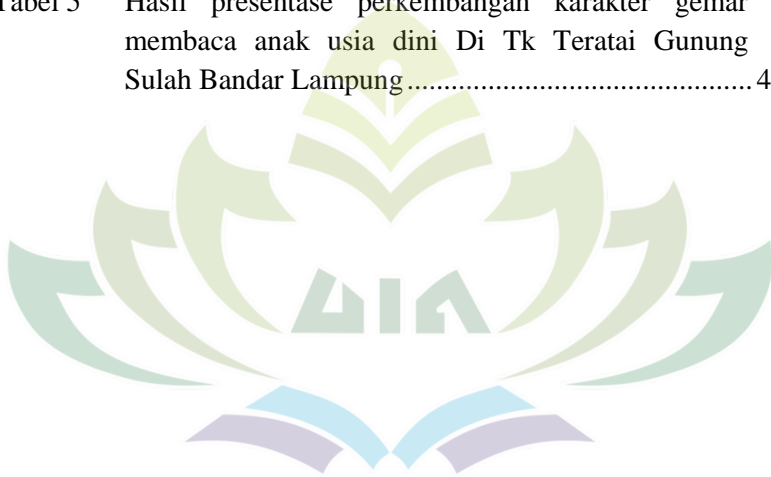 Tabel 5 Hasil presentase perkembangan karakter gemar
membaca anak usia dini Di Tk Teratai Gunung
Sulah Bandar Lampung ............................................. 4
UIN